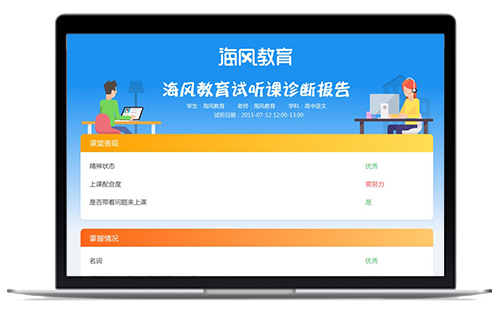 海风教育
海风教育试听课诊断报告
学生：海风教育 老师：海风教育 学科：高中语文
试听日期：2015-07-12 12:00-13:00
课堂表现
精神状态 优秀
上课配合度 需努力
是否带着问题来上课 是
掌握情况
名词 优秀